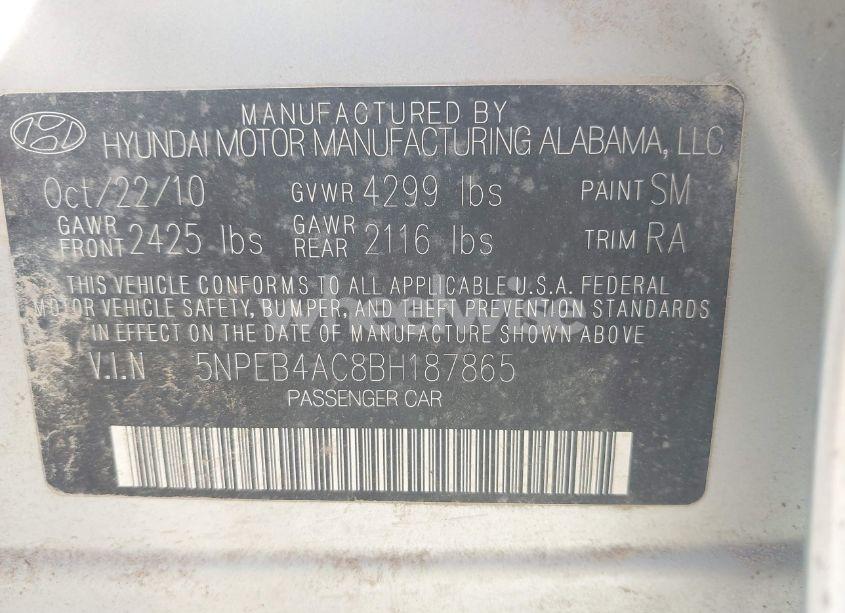 MANUFACTURED BY
HYUNDAI MOTOR MANUFACTURING ALABAMA, LLC
Oct/22/10 GVWR 4299 lbs PAINT SM
GAWR FRONT 2425 lbs GAWR REAR 2116 lbs TRIM RA
THIS VEHICLE CONFORMS TO ALL APPLICABLE U.S.A. FEDERAL
MOTOR VEHICLE SAFETY, BUMPER, AND THEFT PREVENTION STANDARDS
IN EFFECT ON THE DATE OF MANUFACTURE SHOWN ABOVE
wheelwise
V.I.N 5NPEB4AC8BH187865
PASSENGER CAR